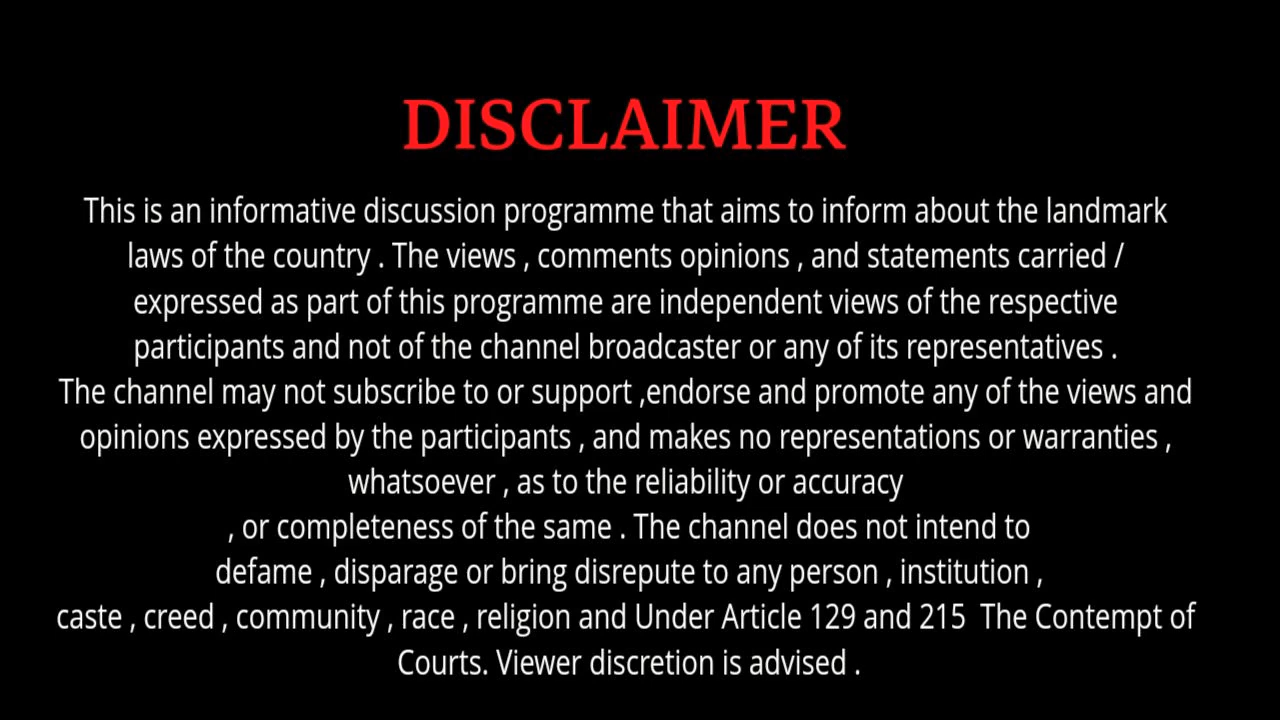 DISCLAIMER
This is an informative discussion programme that aims to inform about the landmark
laws of the country . The views , comments opinions , and statements carried /
expressed as part of this programme are independent views of the respective
participants and not of the channel broadcaster or any of its representatives .
The channel may not subscribe to or support ,endorse and promote any of the views and
opinions expressed by the participants , and makes no representations or warranties ,
whatsoever , as to the reliability or accuracy
, or completeness of the same . The channel does not intend to
defame , disparage or bring disrepute to any person , institution ,
caste , creed , community , race , religion and Under Article 129 and 215  The Contempt of
Courts. Viewer discretion is advised .